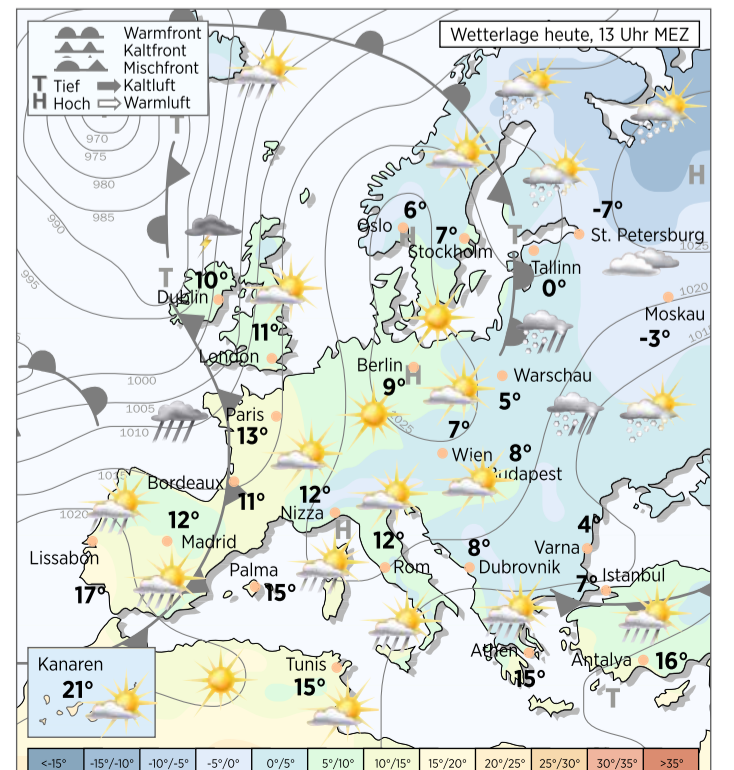 Wetterlage heute, 13 Uhr MEZ
Warmfront
Kaltfront
Mischfront
T Tief Kaltluft
H Hoch Warmluft
970
975
980
985
990
995
1000
1005
1010
1015
1020
T
T
T
H
H
H
H
T
1025
1020
1025
6°
Oslo
7°
Stockholm
-7°
St. Petersburg
Tallinn
0°
Moskau
-3°
10°
Dublin
11°
London
Berlin
9°
Warschau
5°
Paris
13°
7°
Wien
8°
Budapest
Bordeaux
11°
12°
Nizza
12°
Madrid
Lissabon
17°
Palma
15°
12°
Rom
8°
Dubrovnik
4°
Varna
7°
Istanbul
Athen
15°
Antalya
16°
Tunis
15°
Kanaren
21°
<-15° -15°/-10° -10°/-5° -5°/0° 0°/5° 5°/10° 10°/15° 15°/20° 20°/25° 25°/30° 30°/35° >35°